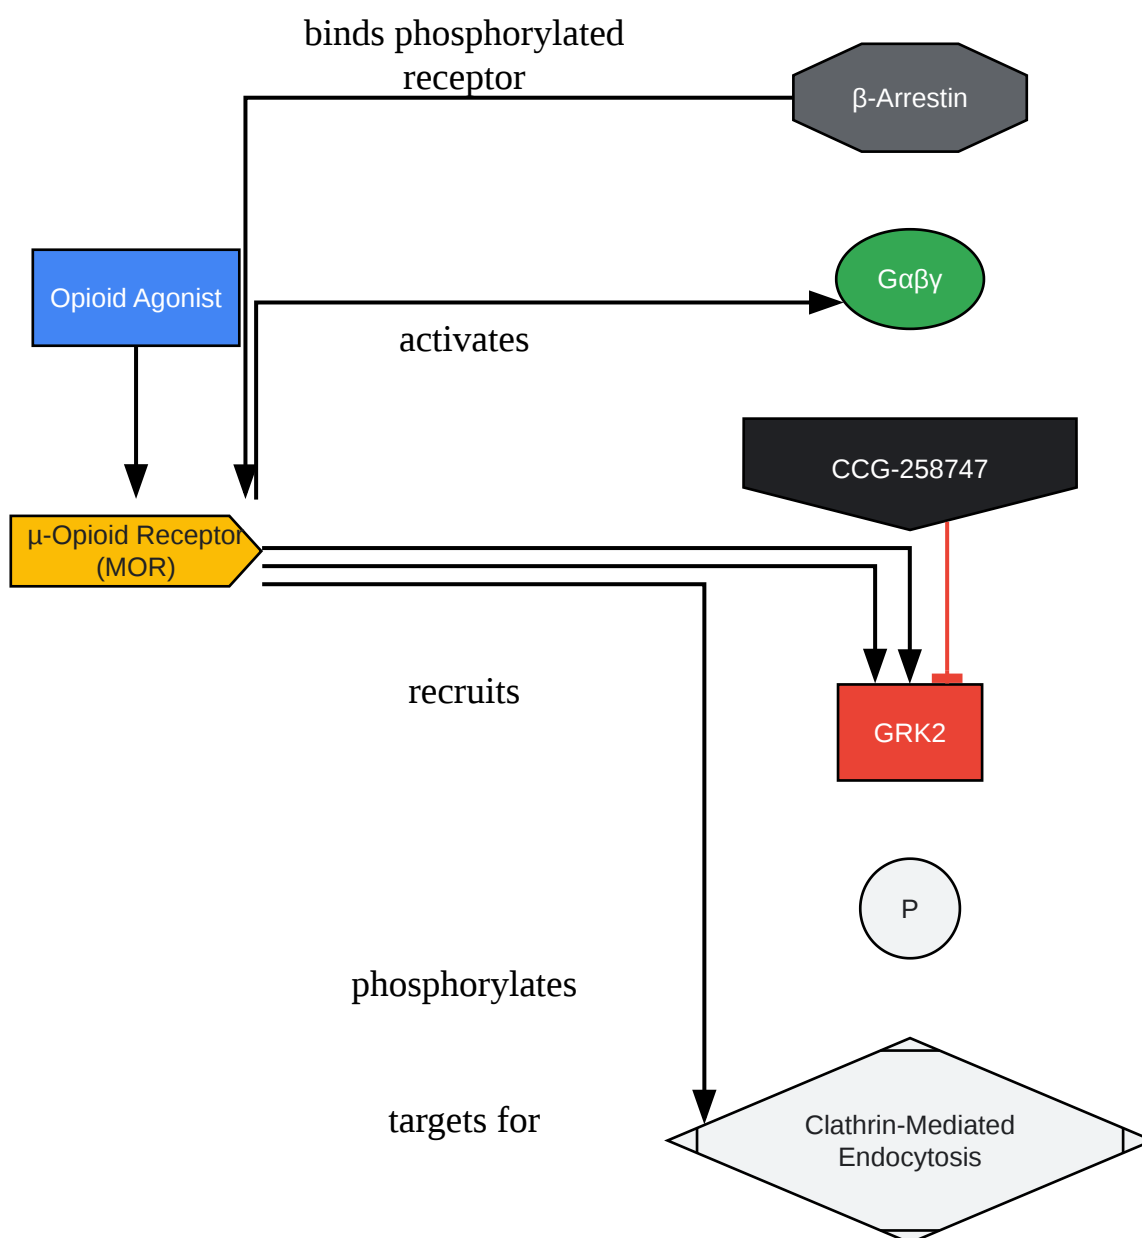 binds phosphorylated
receptor
β-Arrestin
Opioid Agonist
Gαβγ
activates
CCG-258747
μ-Opioid Receptor
(MOR)
recruits
GRK2
P
phosphorylates
targets for
Clathrin-Mediated
Endocytosis